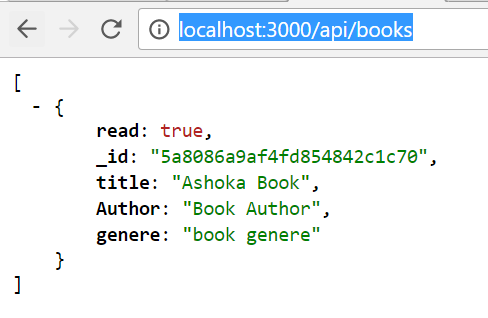 localhost:3000/api/books
[
- {
read: true,
_id: "5a8086a9af4fd854842c1c70",
title: "Ashoka Book",
Author: "Book Author",
genere: "book genere"
}
]